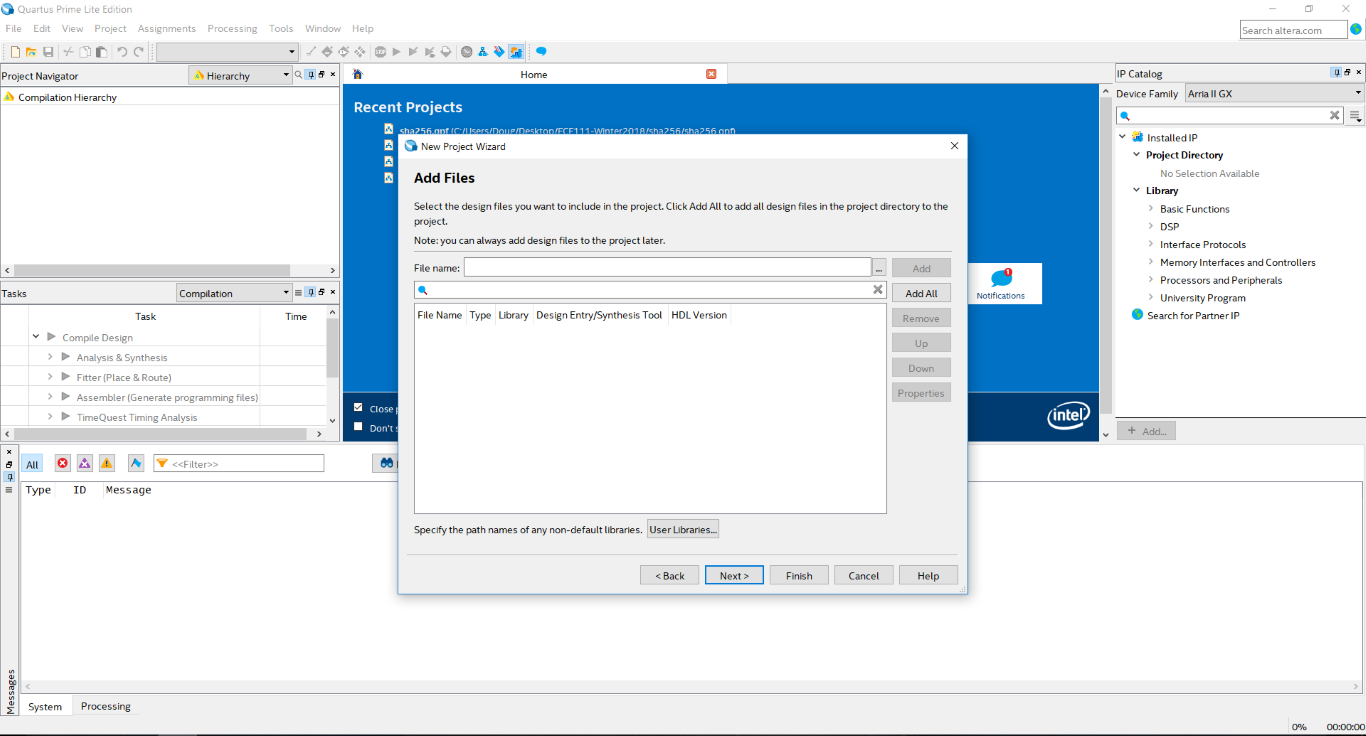 Quartus Prime Lite Edition
File Edit View Project Assignments Processing Tools Window Help
Search altera.com
Project Navigator
Hierarchy
Compilation Hierarchy
Tasks
Compilation
Task Time
Compile Design
Analysis & Synthesis
Fitter (Place & Route)
Assembler (Generate programming files)
TimeQuest Timing Analysis
Home
Recent Projects
sha256.qpf (C:/Users/Doug/Desktop/ECE111-Winter2018/sha256/sha256.qpf)
Close
Don't
intel
Notifications
1
New Project Wizard
Add Files
Select the design files you want to include in the project. Click Add All to add all design files in the project directory to the
project.
Note: you can always add design files to the project later.
File name:
... Add
Add All
File Name Type Library Design Entry/Synthesis Tool HDL Version
Remove
Up
Down
Properties
Specify the path names of any non-default libraries. User Libraries...
< Back Next > Finish Cancel Help
IP Catalog
Device Family Arria II GX
Installed IP
Project Directory
No Selection Available
Library
Basic Functions
DSP
Interface Protocols
Memory Interfaces and Controllers
Processors and Peripherals
University Program
Search for Partner IP
+ Add...
All
<<Filter>>
Type ID Message
Messages
System Processing
0% 00:00:00